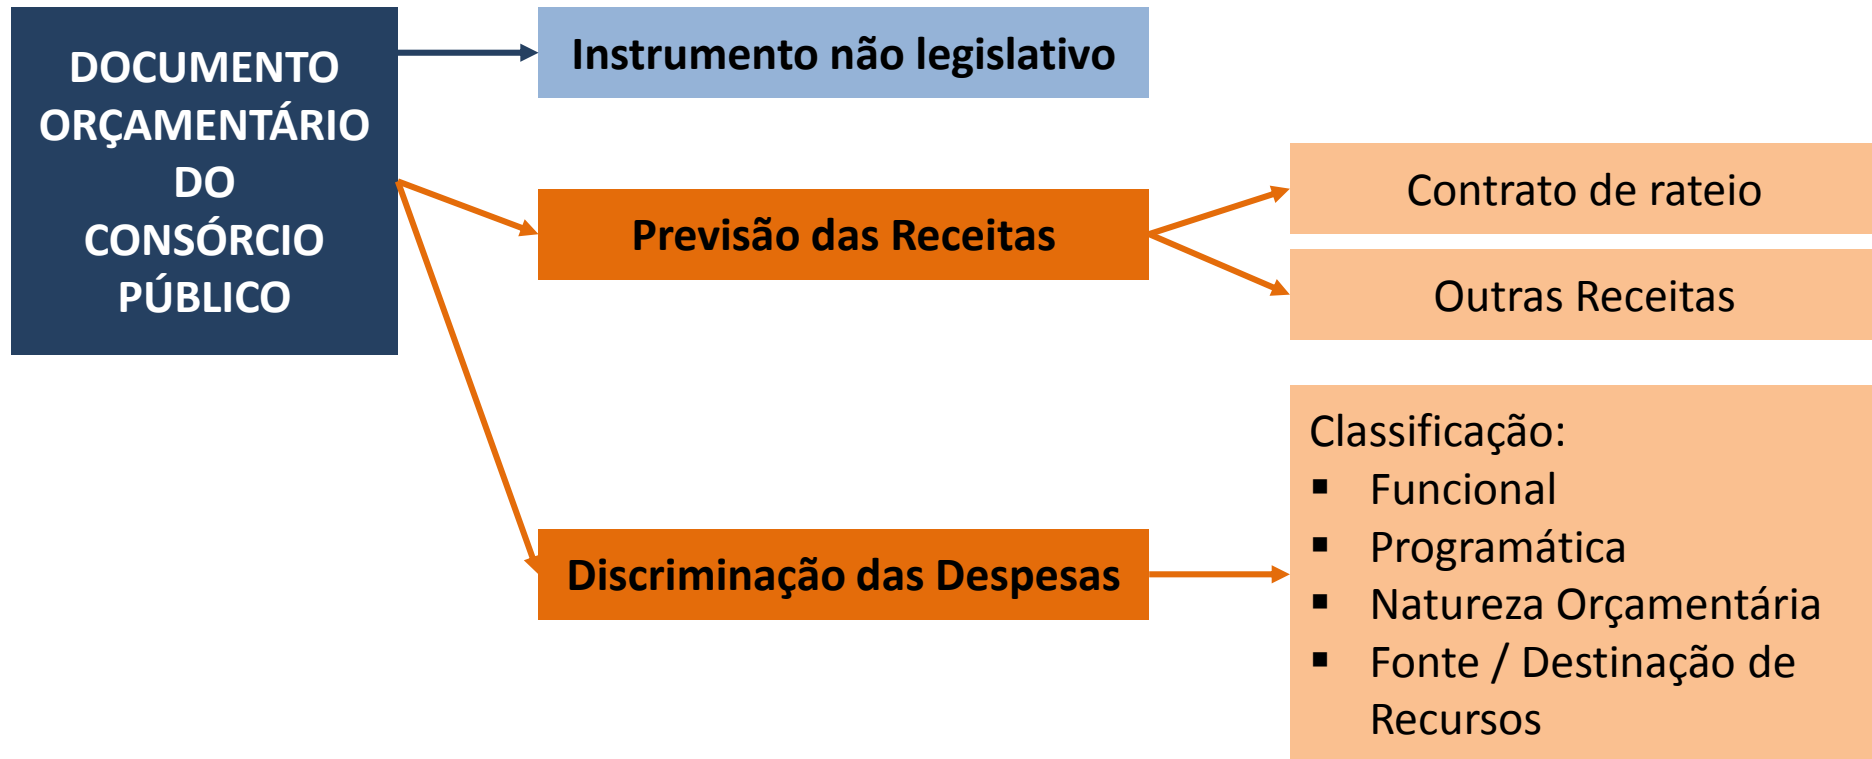 DOCUMENTO
ORÇAMENTÁRIO
DO
CONSÓRCIO
PÚBLICO
Instrumento não legislativo
Previsão das Receitas
Contrato de rateio
Outras Receitas
Discriminação das Despesas
Classificação:
▪ Funcional
▪ Programática
▪ Natureza Orçamentária
▪ Fonte / Destinação de
Recursos